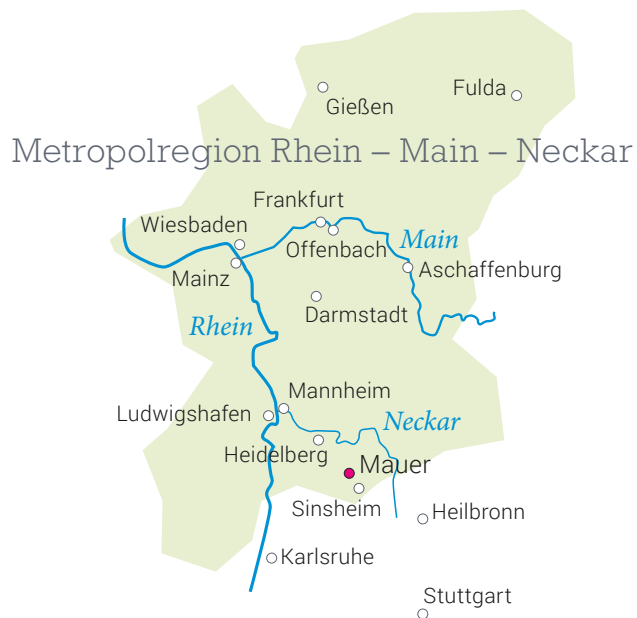 Fulda
Gießen
Metropolregion Rhein – Main – Neckar
Frankfurt
Wiesbaden
Offenbach
Main
Mainz
Aschaffenburg
Darmstadt
Rhein
Mannheim
Ludwigshafen
Neckar
Heidelberg
Mauer
Sinsheim
Heilbronn
Karlsruhe
Stuttgart